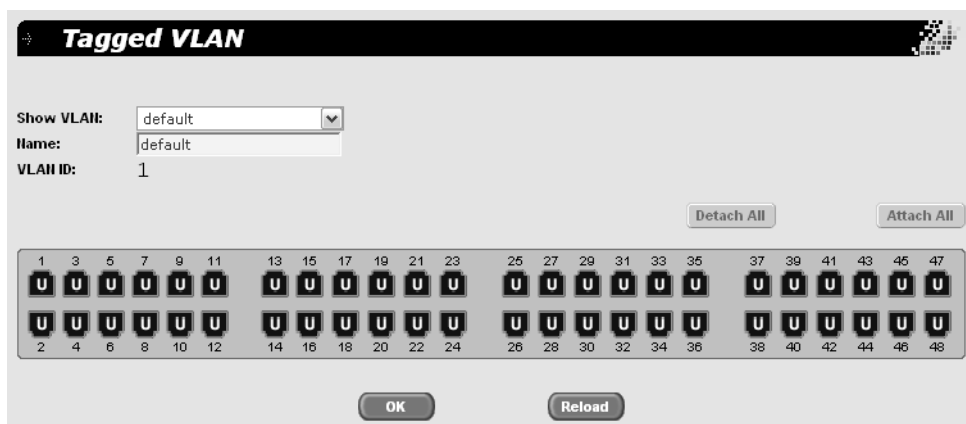 Tagged VLAN
Show VLAN: default
Name: default
VLAN ID: 1
Detach All Attach All
1 3 5 7 9 11 13 15 17 19 21 23 25 27 29 31 33 35 37 39 41 43 45 47
U U U U U U U U U U U U U U U U U U U U U U U U
U U U U U U U U U U U U U U U U U U U U U U U U
2 4 6 8 10 12 14 16 18 20 22 24 26 28 30 32 34 36 38 40 42 44 46 48
OK Reload